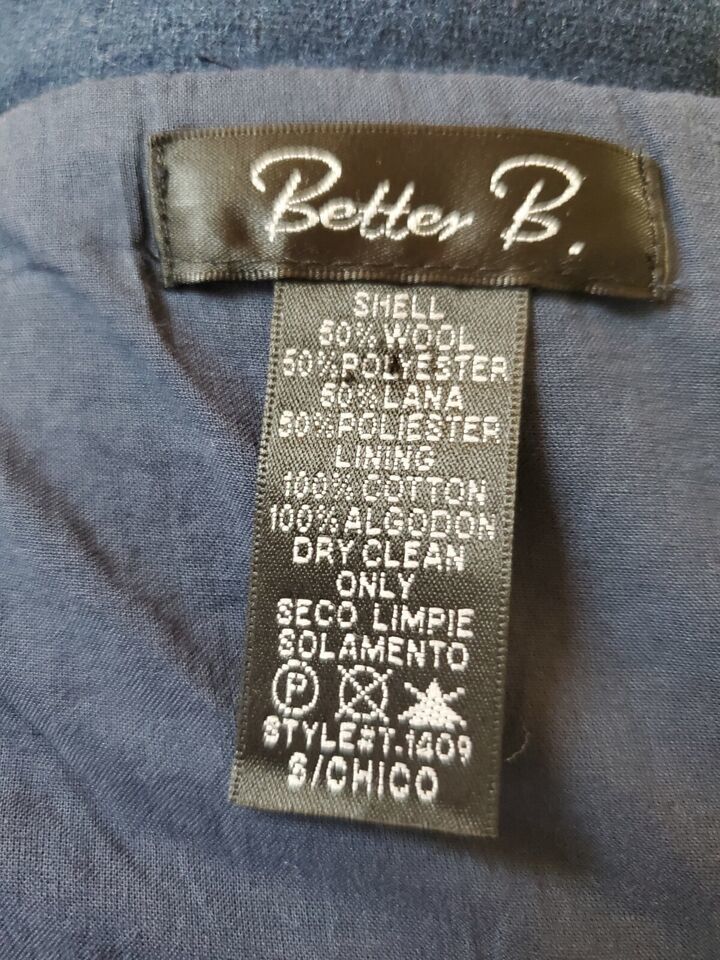 Better B.
SHELL
50% WOOL
50% POLYESTER
50% LANA
50% POLIESTER
LINING
100% COTTON
100% ALGODON
DRY CLEAN
ONLY
SECO LIMPIE
SOLAMENTO
P
STYLE#T-1409
S/CHICO